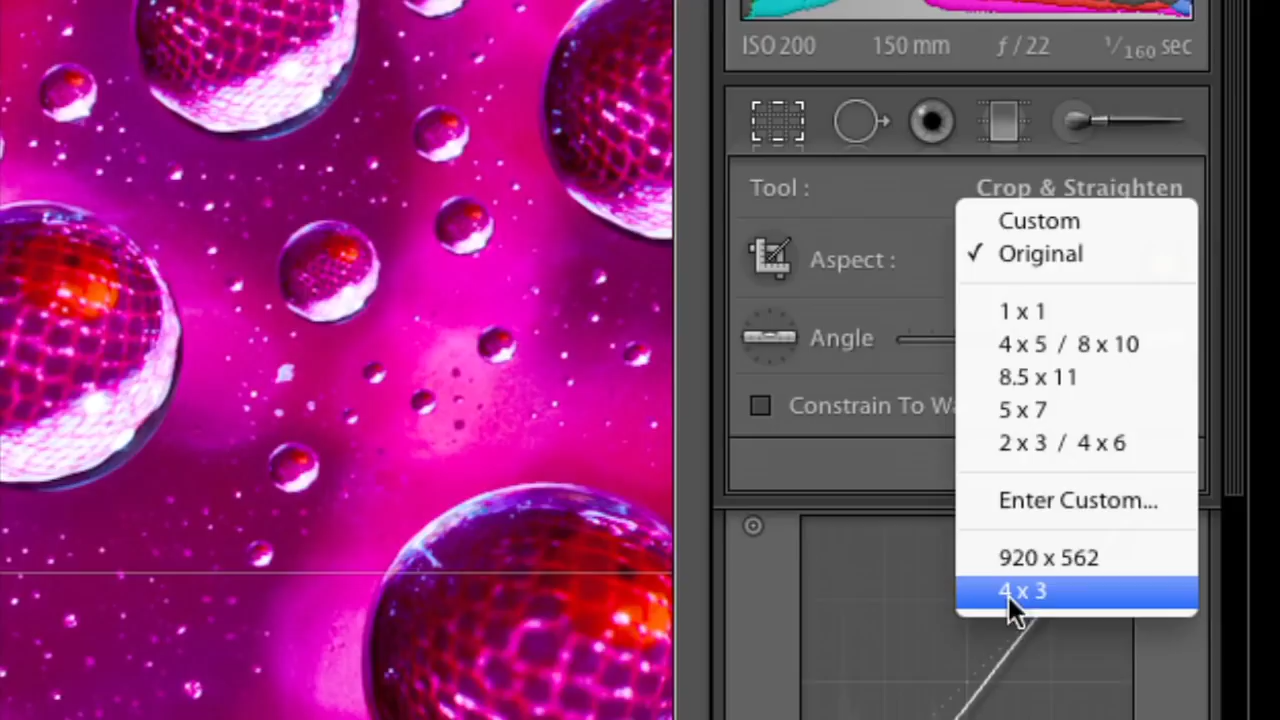 ISO 200 150 mm ƒ / 22 1/160 sec
Tool : Crop & Straighten
Custom
✓ Original
Aspect :
1 x 1
Angle
4 x 5 / 8 x 10
8.5 x 11
Constrain To Wa
5 x 7
2 x 3 / 4 x 6
Enter Custom...
920 x 562
4 x 3